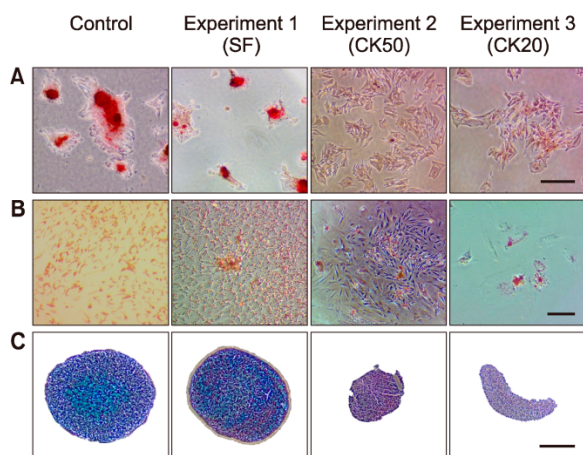 Control
Experiment 1
(SF)
Experiment 2
(CK50)
Experiment 3
(CK20)
A
B
C